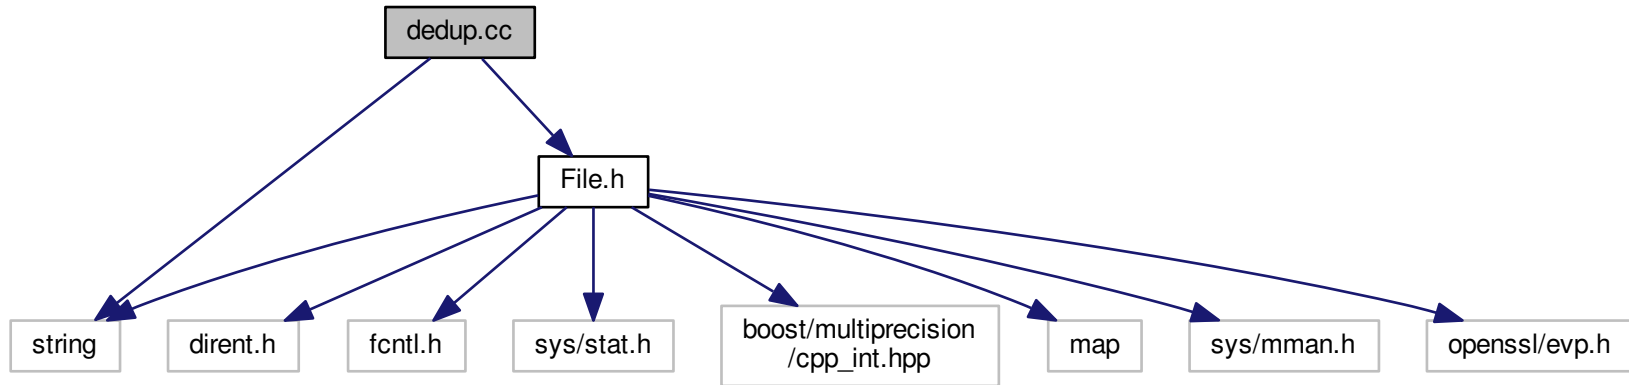 dedup.cc
File.h
string
dirent.h
fcntl.h
sys/stat.h
boost/multiprecision
/cpp_int.hpp
map
sys/mman.h
openssl/evp.h